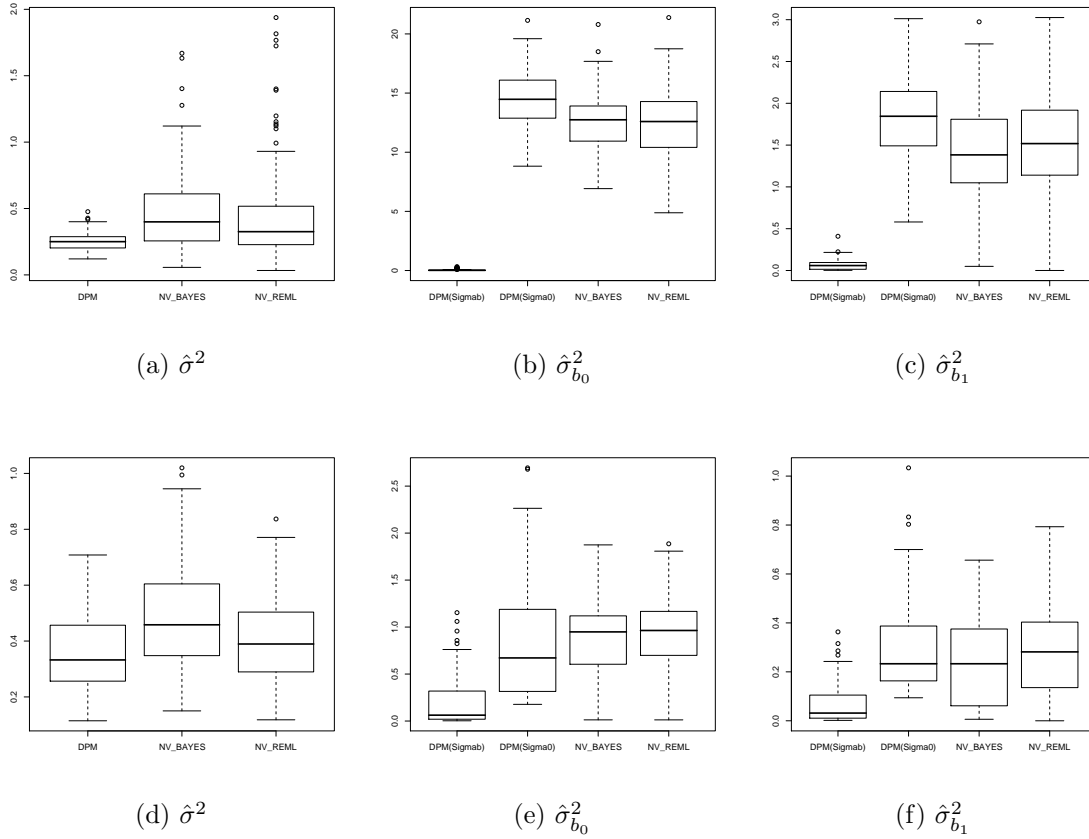 0.0 0.5 1.0 1.5 2.0
DPM NV_BAYES NV_REML
(a) σ̂²
0 5 10 15 20
DPM(Sigmab) DPM(Sigma0) NV_BAYES NV_REML
(b) σ̂²_{b₀}
0.0 0.5 1.0 1.5 2.0 2.5 3.0
DPM(Sigmab) DPM(Sigma0) NV_BAYES NV_REML
(c) σ̂²_{b₁}
0.2 0.4 0.6 0.8 1.0
DPM NV_BAYES NV_REML
(d) σ̂²
0.0 0.5 1.0 1.5 2.0 2.5
DPM(Sigmab) DPM(Sigma0) NV_BAYES NV_REML
(e) σ̂²_{b₀}
0.0 0.2 0.4 0.6 0.8 1.0
DPM(Sigmab) DPM(Sigma0) NV_BAYES NV_REML
(f) σ̂²_{b₁}